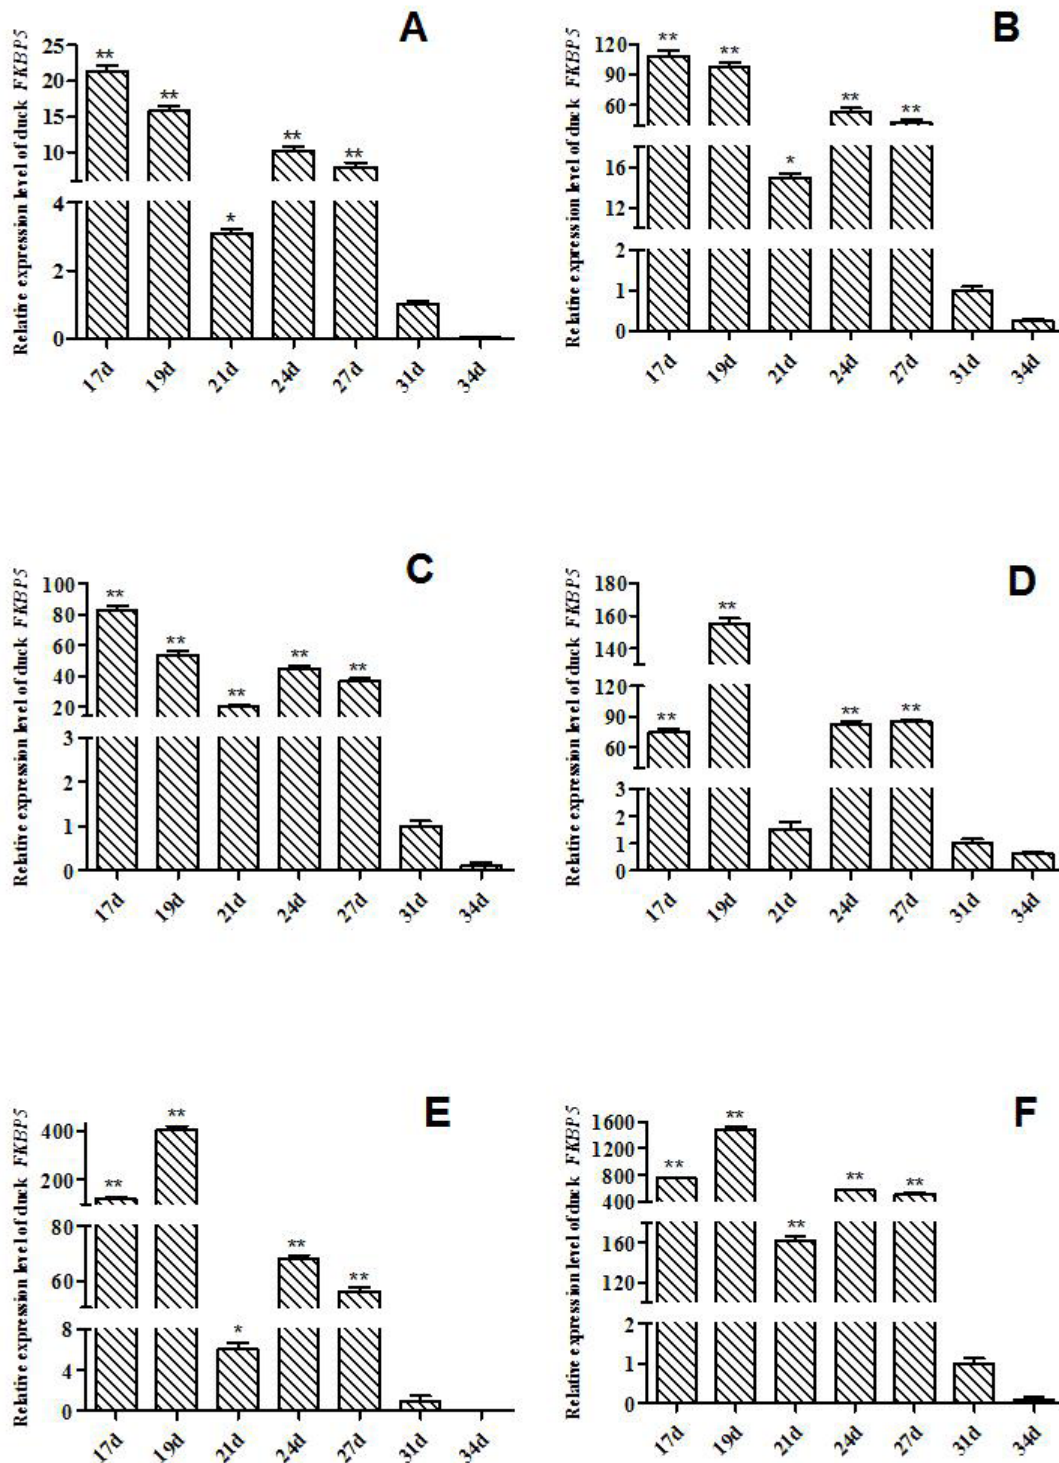 A
Relative expression level of duck FKBP5
25
20
15
10
4
2
0
** ** * ** **
17d 19d 21d 24d 27d 31d 34d
B
Relative expression level of duck FKBP5
120
90
60
16
12
2
1
0
** ** * ** **
17d 19d 21d 24d 27d 31d 34d
C
Relative expression level of duck FKBP5
100
80
60
40
20
3
2
1
0
** ** ** ** **
17d 19d 21d 24d 27d 31d 34d
D
Relative expression level of duck FKBP5
180
160
140
120
90
60
3
2
1
0
** ** ** **
17d 19d 21d 24d 27d 31d 34d
E
Relative expression level of duck FKBP5
400
200
80
60
8
4
0
** ** * ** **
17d 19d 21d 24d 27d 31d 34d
F
Relative expression level of duck FKBP5
1600
1200
800
400
160
120
2
1
0
** ** ** ** **
17d 19d 21d 24d 27d 31d 34d